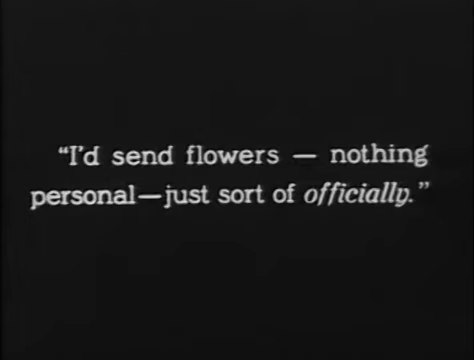 “I'd send flowers — nothing
personal—just sort of officially.”